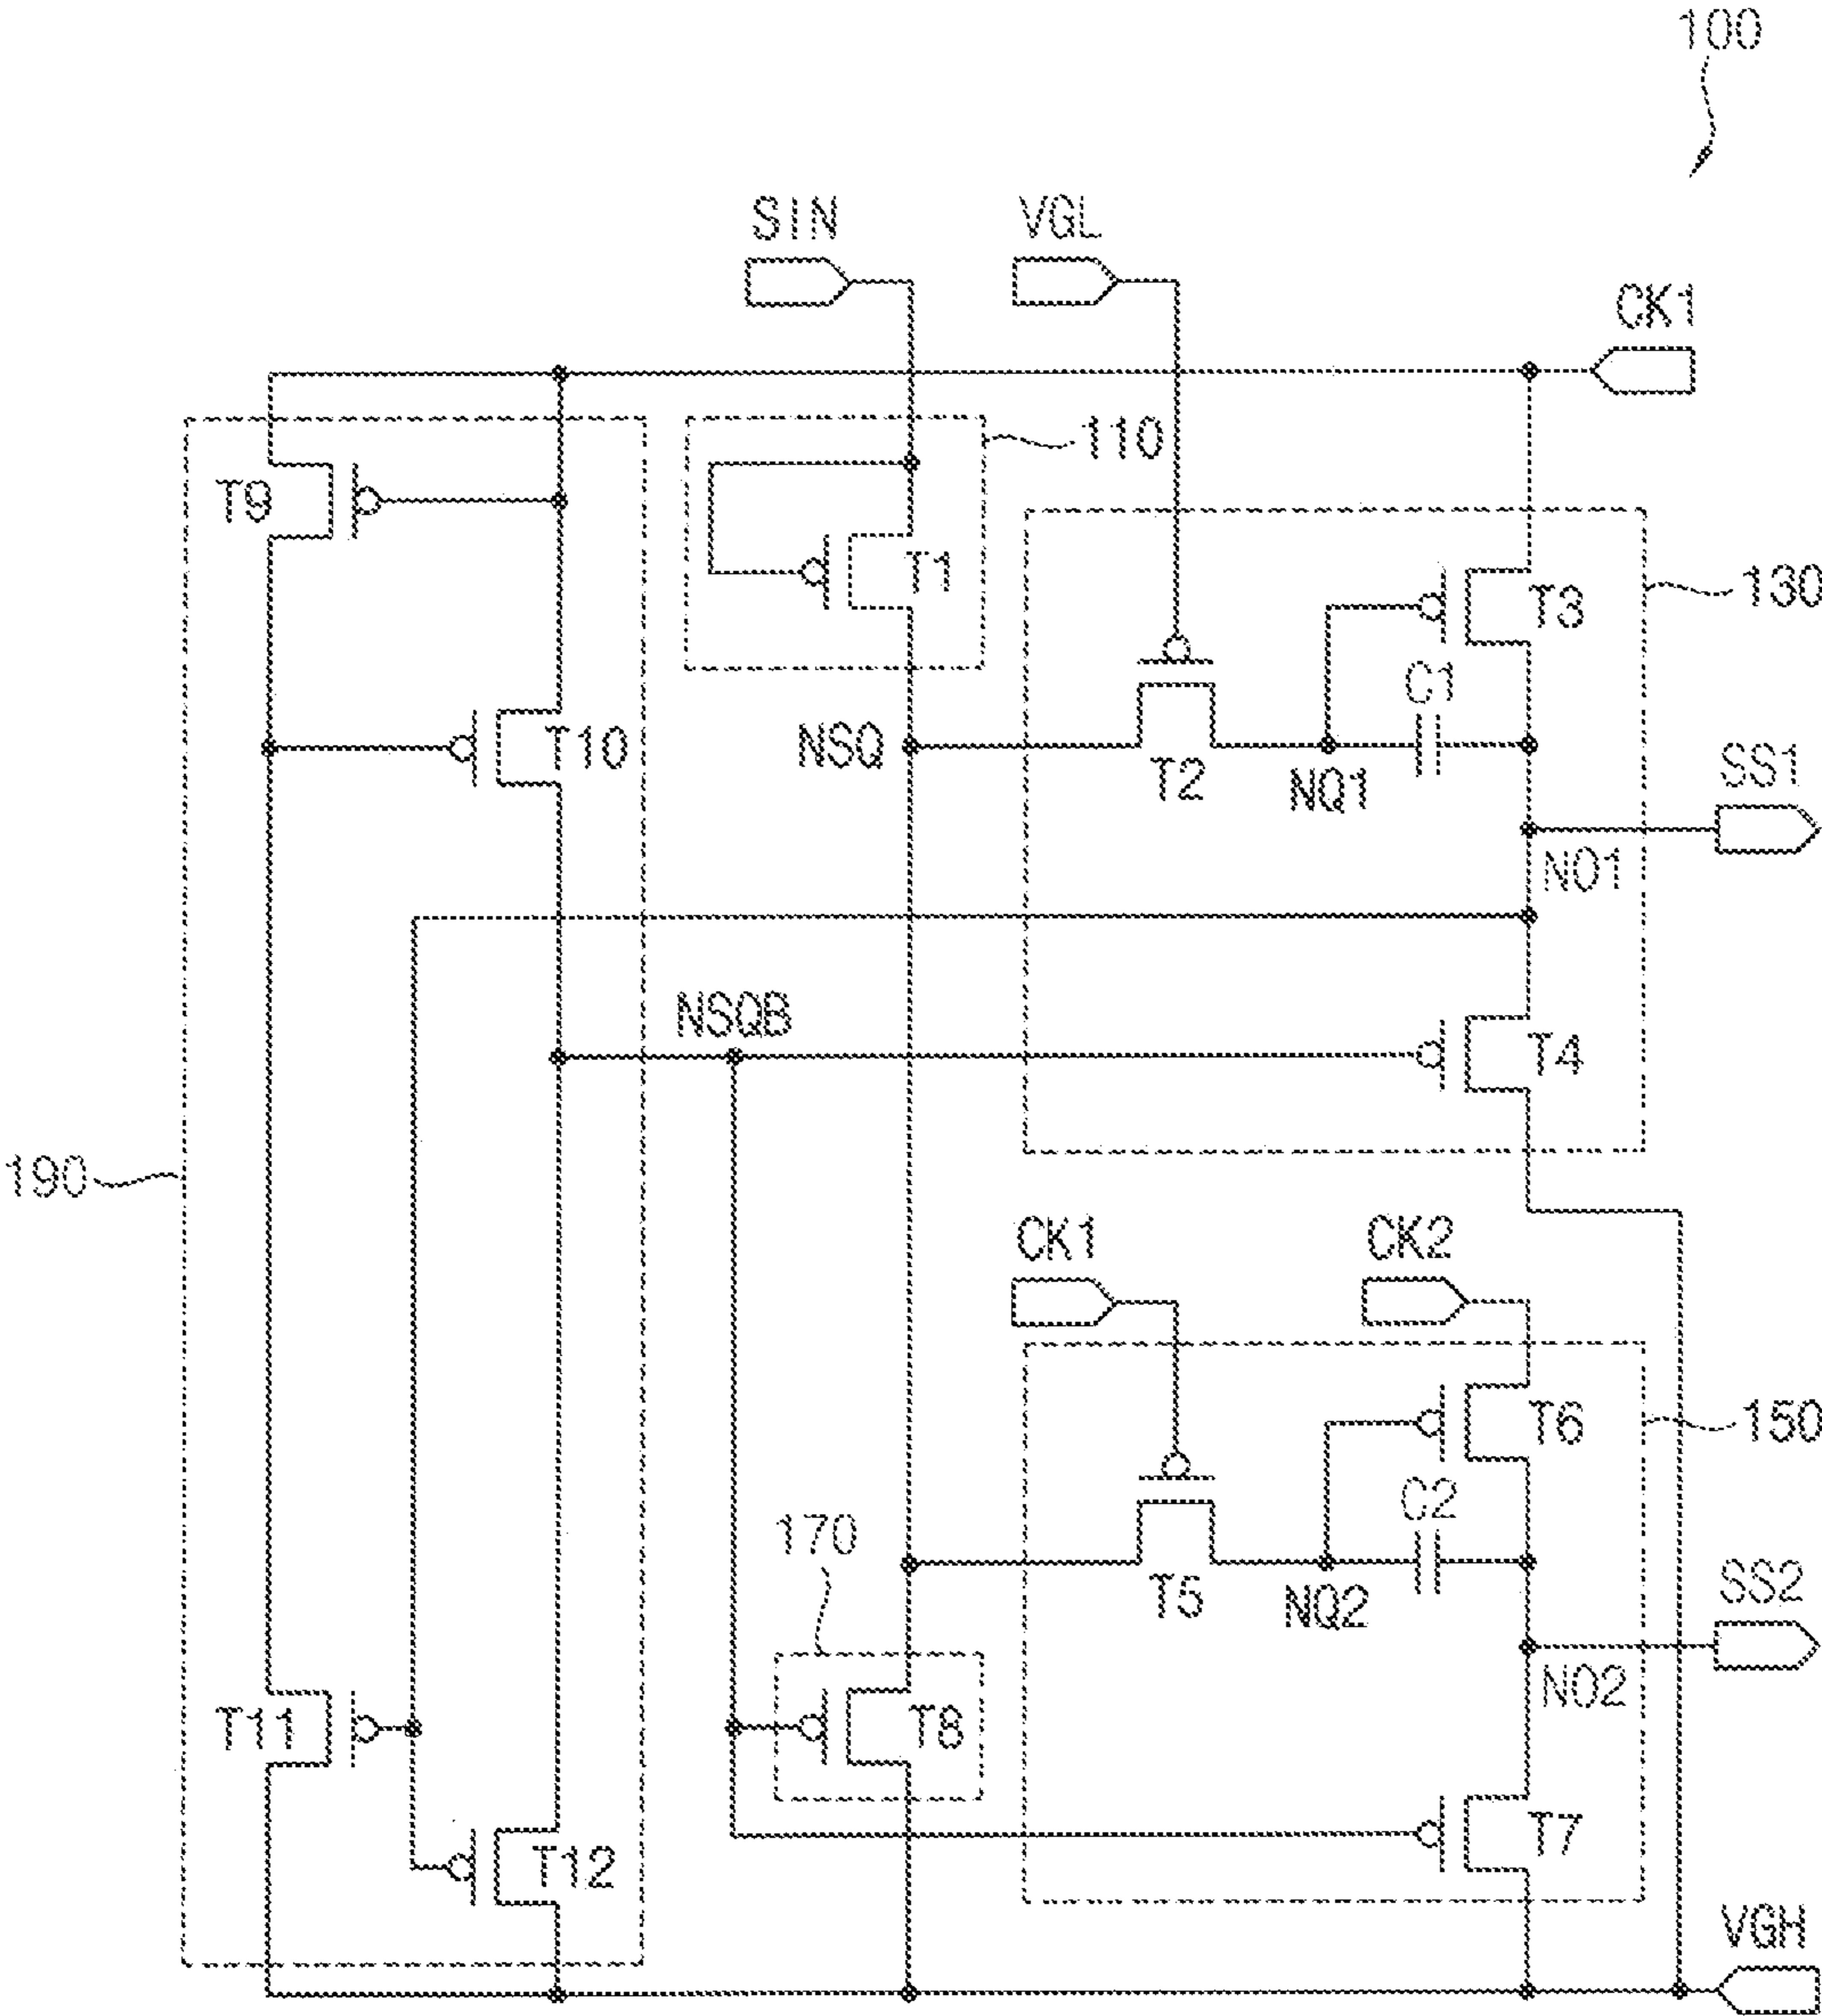 100
SIN
VGL
CK1
110
T9
T1
T3
130
C1
T10
NSQ
T2
NQ1
SS1
NO1
NSQB
T4
190
CK1
CK2
T6
150
C2
170
T5
NQ2
SS2
NO2
T11
T8
T7
T12
VGH